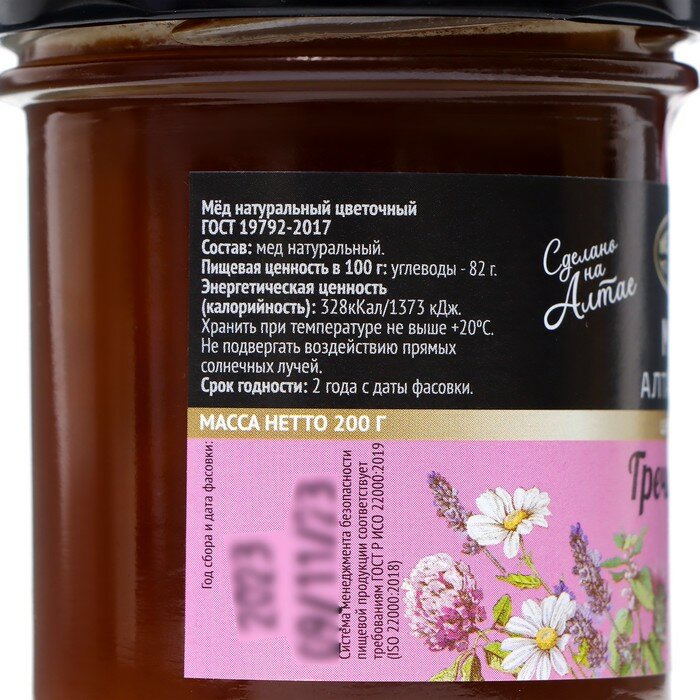 Мёд натуральный цветочный
ГОСТ 19792-2017
Состав: мед натуральный.
Пищевая ценность в 100 г: углеводы - 82 г.
Энергетическая ценность
(калорийность): 328кКал/1373 кДж.
Хранить при температуре не выше +20°C.
Не подвергать воздействию прямых
солнечных лучей.
Срок годности: 2 года с даты фасовки.
МАССА НЕТТО 200 Г
Сделано
на
Алтае
Год сбора и дата фасовки:
2023
Система менеджмента безопасности
пищевой продукции соответствует
требованиям ГОСТ Р ИСО 22000:2019
(ISO 22000:2018)